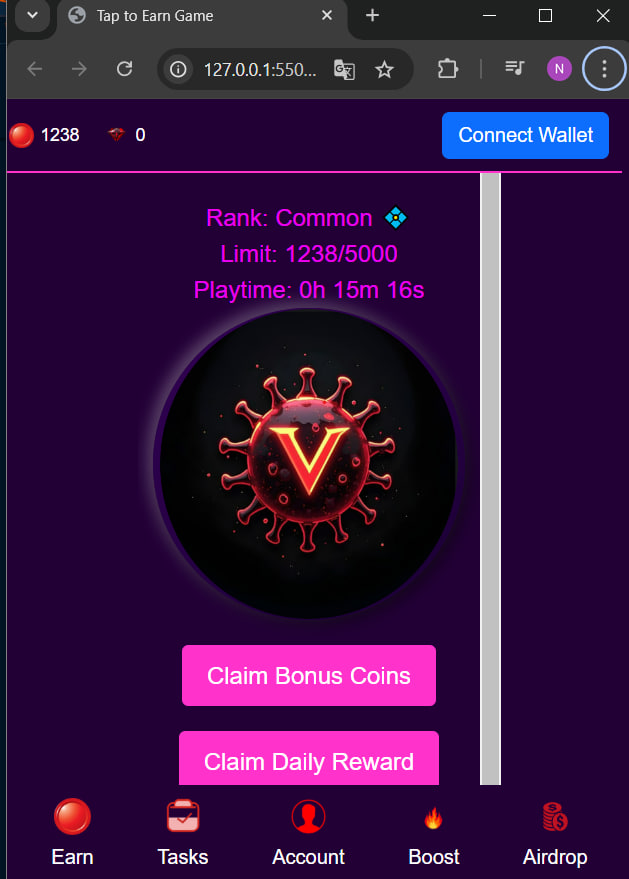 Tap to Earn Game
127.0.0.1:550...
N
1238
0
Connect Wallet
Rank: Common
Limit: 1238/5000
Playtime: 0h 15m 16s
V
Claim Bonus Coins
Claim Daily Reward
Earn
Tasks
Account
Boost
Airdrop